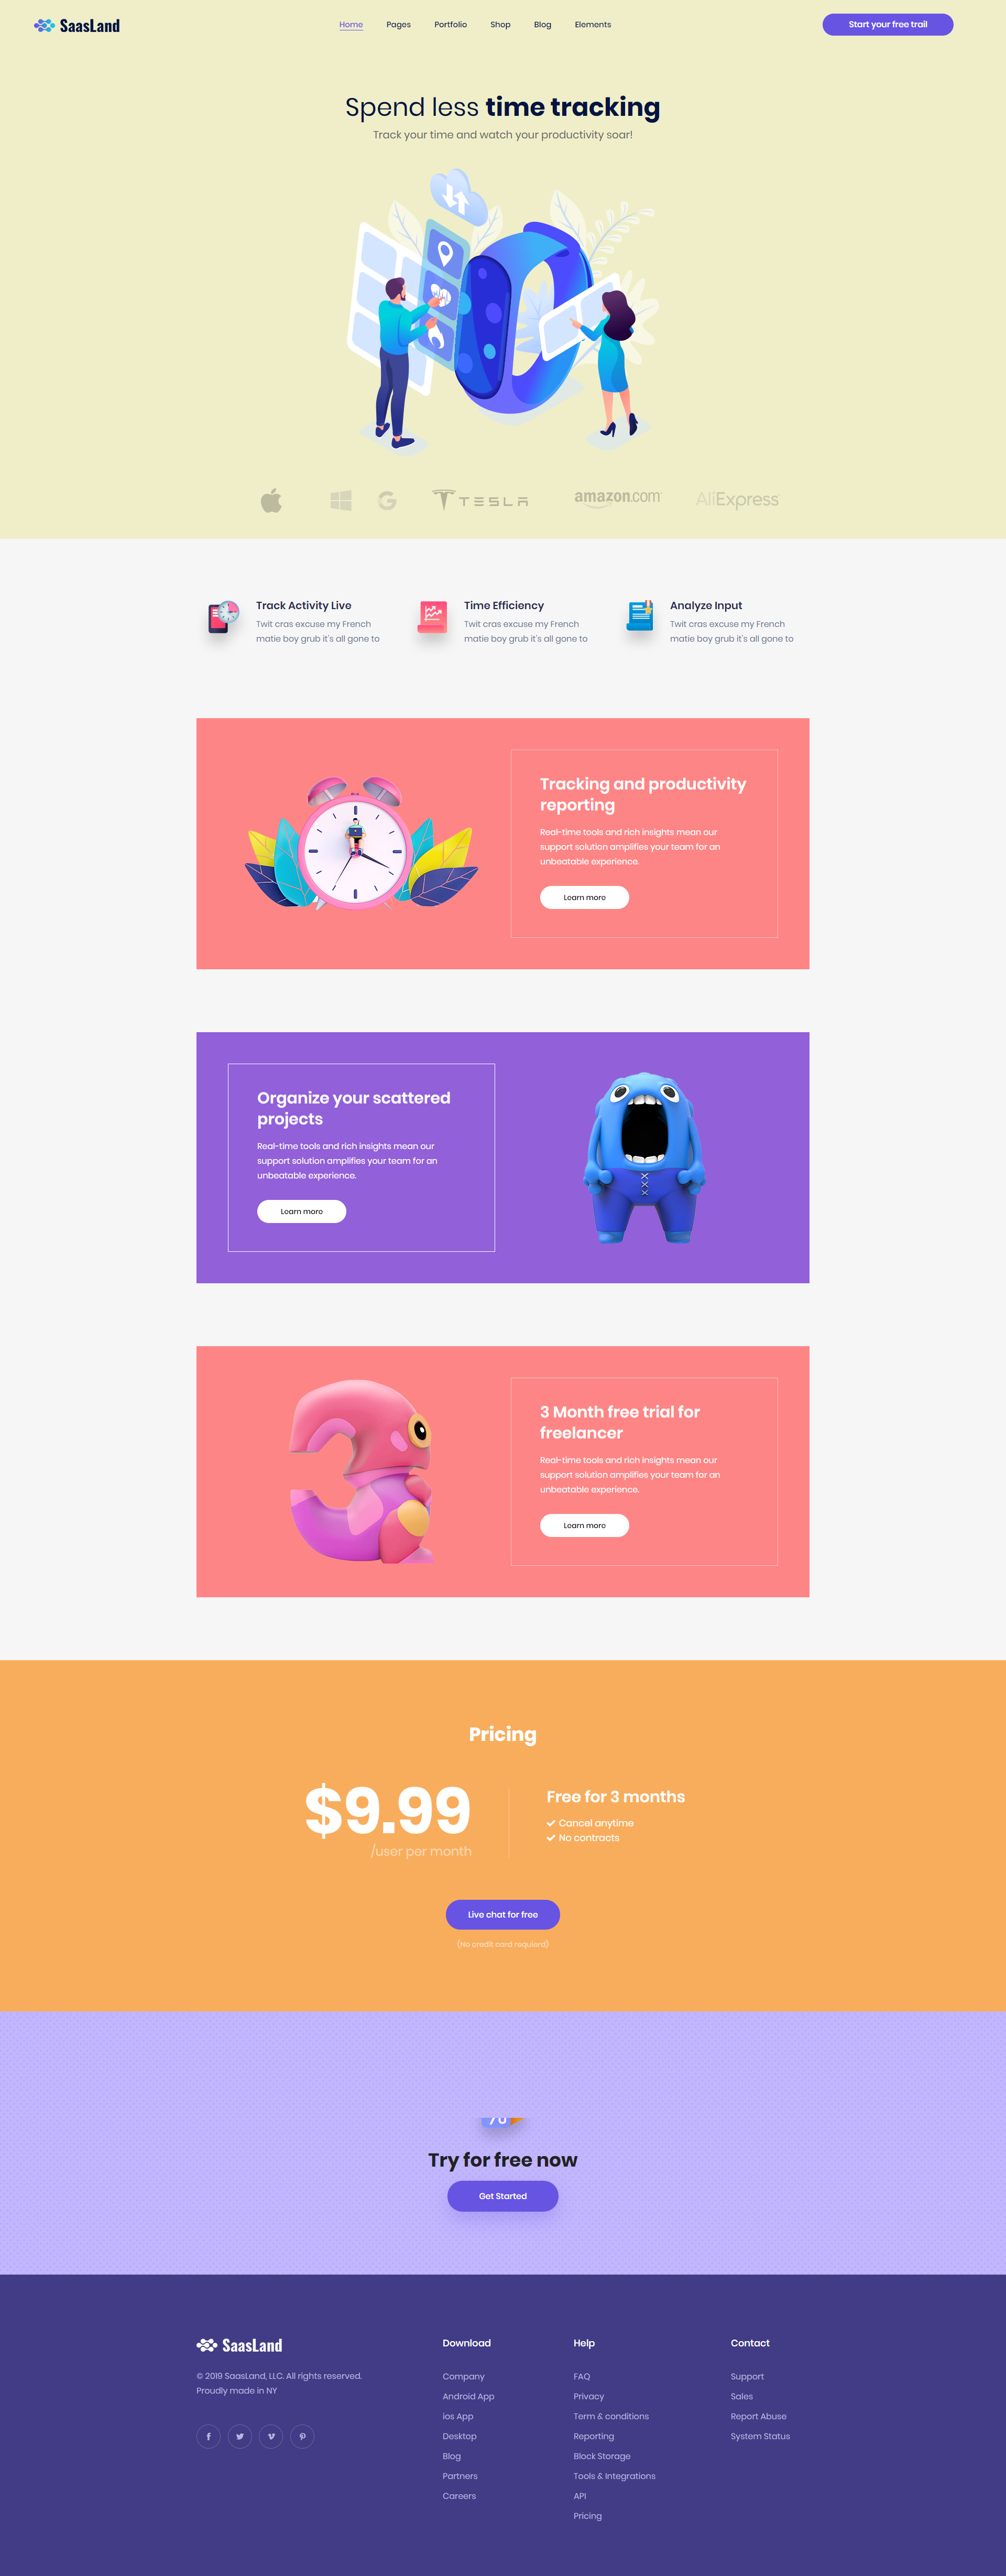 SaasLand
Home Pages Portfolio Shop Blog Elements
Start your free trail
Spend less time tracking
Track your time and watch your productivity soar!
TESLA
amazon.com
AliExpress
Track Activity Live
Twit cras excuse my French
matie boy grub it's all gone to
Time Efficiency
Twit cras excuse my French
matie boy grub it's all gone to
Analyze Input
Twit cras excuse my French
matie boy grub it's all gone to
Tracking and productivity
reporting
Real-time tools and rich insights mean our
support solution amplifies your team for an
unbeatable experience.
Learn more
Organize your scattered
projects
Real-time tools and rich insights mean our
support solution amplifies your team for an
unbeatable experience.
Learn more
3 Month free trial for
freelancer
Real-time tools and rich insights mean our
support solution amplifies your team for an
unbeatable experience.
Learn more
Pricing
$9.99
/user per month
Free for 3 months
Cancel anytime
No contracts
Live chat for free
(No credit card requierd)
Try for free now
Get Started
SaasLand
© 2019 SaasLand, LLC. All rights reserved.
Proudly made in NY
Download
Company
Android App
ios App
Desktop
Blog
Partners
Careers
Help
FAQ
Privacy
Term & conditions
Reporting
Block Storage
Tools & Integrations
API
Pricing
Contact
Support
Sales
Report Abuse
System Status